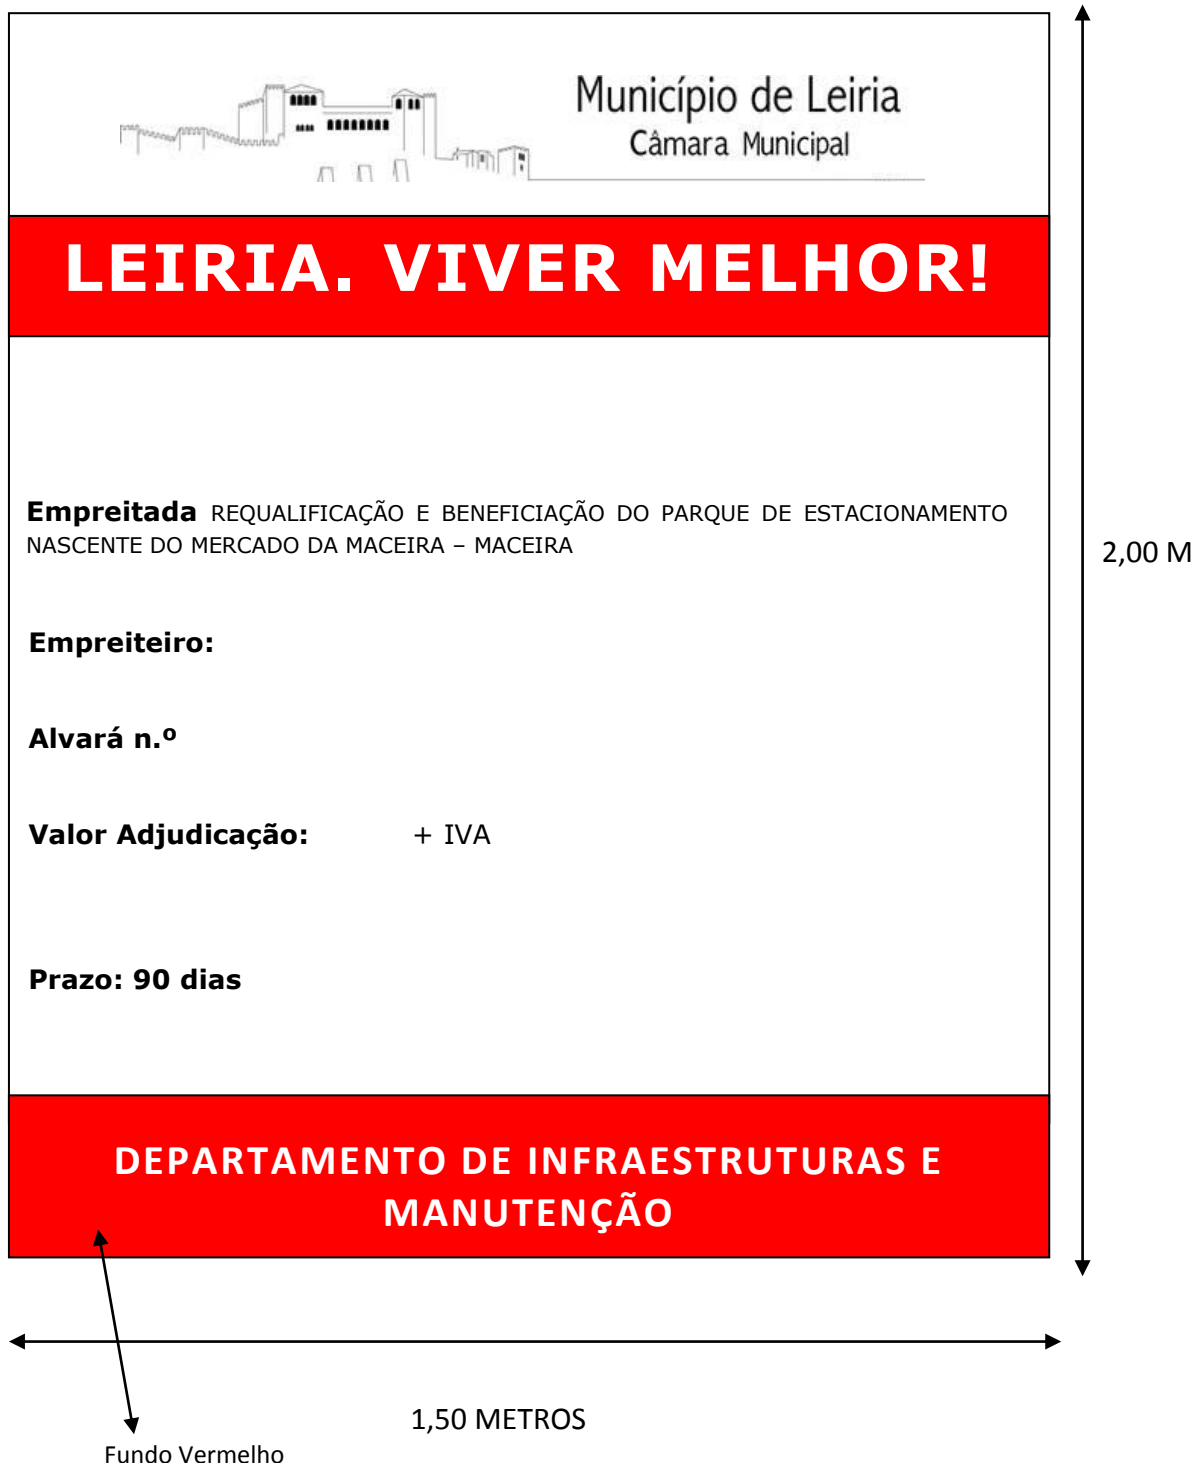 Município de Leiria
Câmara Municipal
LEIRIA. VIVER MELHOR!
Empreitada REQUALIFICAÇÃO E BENEFICIAÇÃO DO PARQUE DE ESTACIONAMENTO
NASCENTE DO MERCADO DA MACEIRA – MACEIRA
2,00 M
Empreiteiro:
Alvará n.º
Valor Adjudicação: + IVA
Prazo: 90 dias
DEPARTAMENTO DE INFRAESTRUTURAS E
MANUTENÇÃO
1,50 METROS
Fundo Vermelho